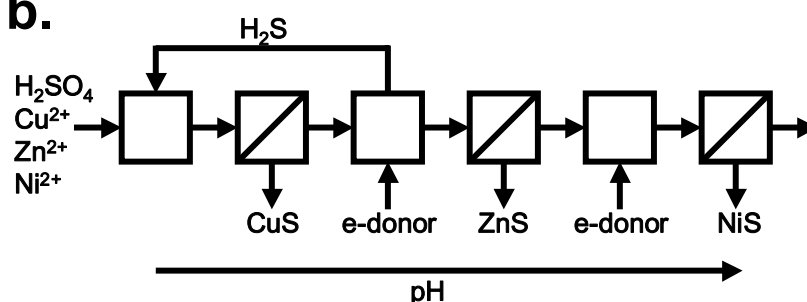 b.
H₂S
H₂SO₄
Cu²⁺
Zn²⁺
Ni²⁺
CuS
e-donor
ZnS
e-donor
NiS
pH